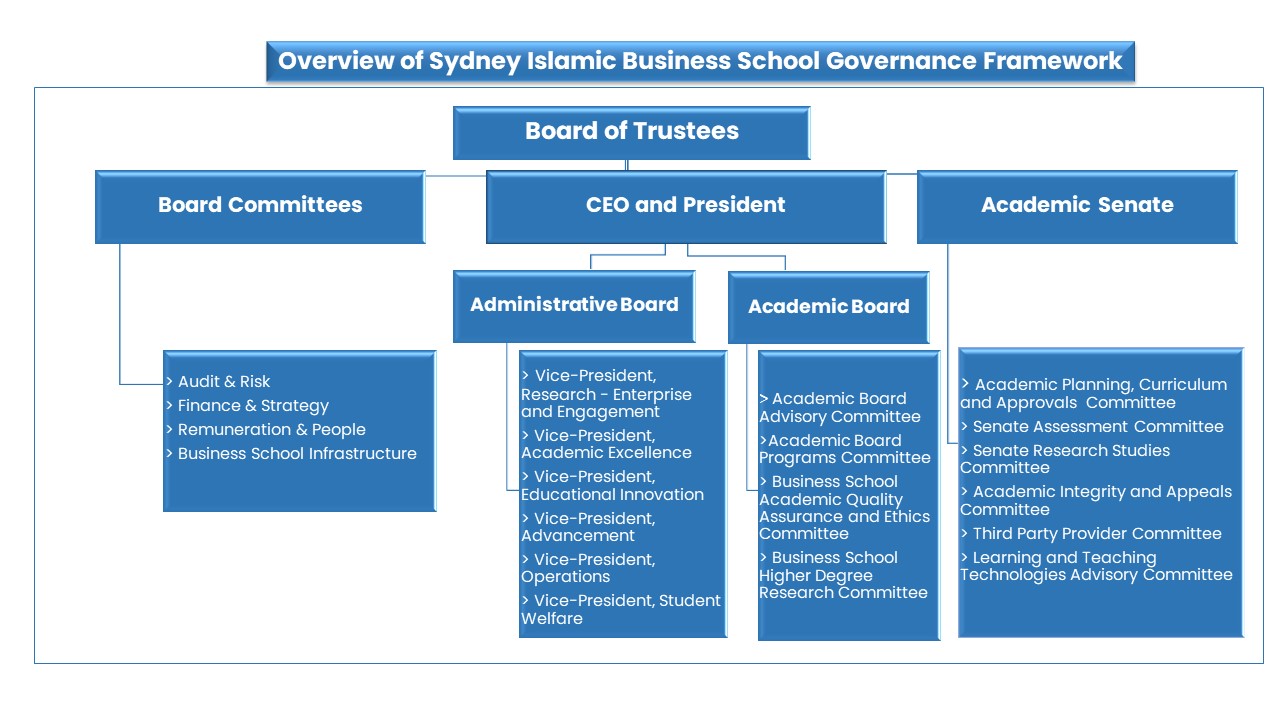 Overview of Sydney Islamic Business School Governance Framework
Board of Trustees
Board Committees
CEO and President
Academic Senate
Administrative Board
Academic Board
> Audit & Risk
> Finance & Strategy
> Remuneration & People
> Business School Infrastructure
> Vice-President,
Research - Enterprise
and Engagement
> Vice-President,
Academic Excellence
> Vice-President,
Educational Innovation
> Vice-President,
Advancement
> Vice-President,
Operations
> Vice-President, Student
Welfare
> Academic Board
Advisory Committee
>Academic Board
Programs Committee
> Business School
Academic Quality
Assurance and Ethics
Committee
> Business School
Higher Degree
Research Committee
> Academic Planning, Curriculum
and Approvals Committee
> Senate Assessment Committee
> Senate Research Studies
Committee
> Academic Integrity and Appeals
Committee
> Third Party Provider Committee
> Learning and Teaching
Technologies Advisory Committee